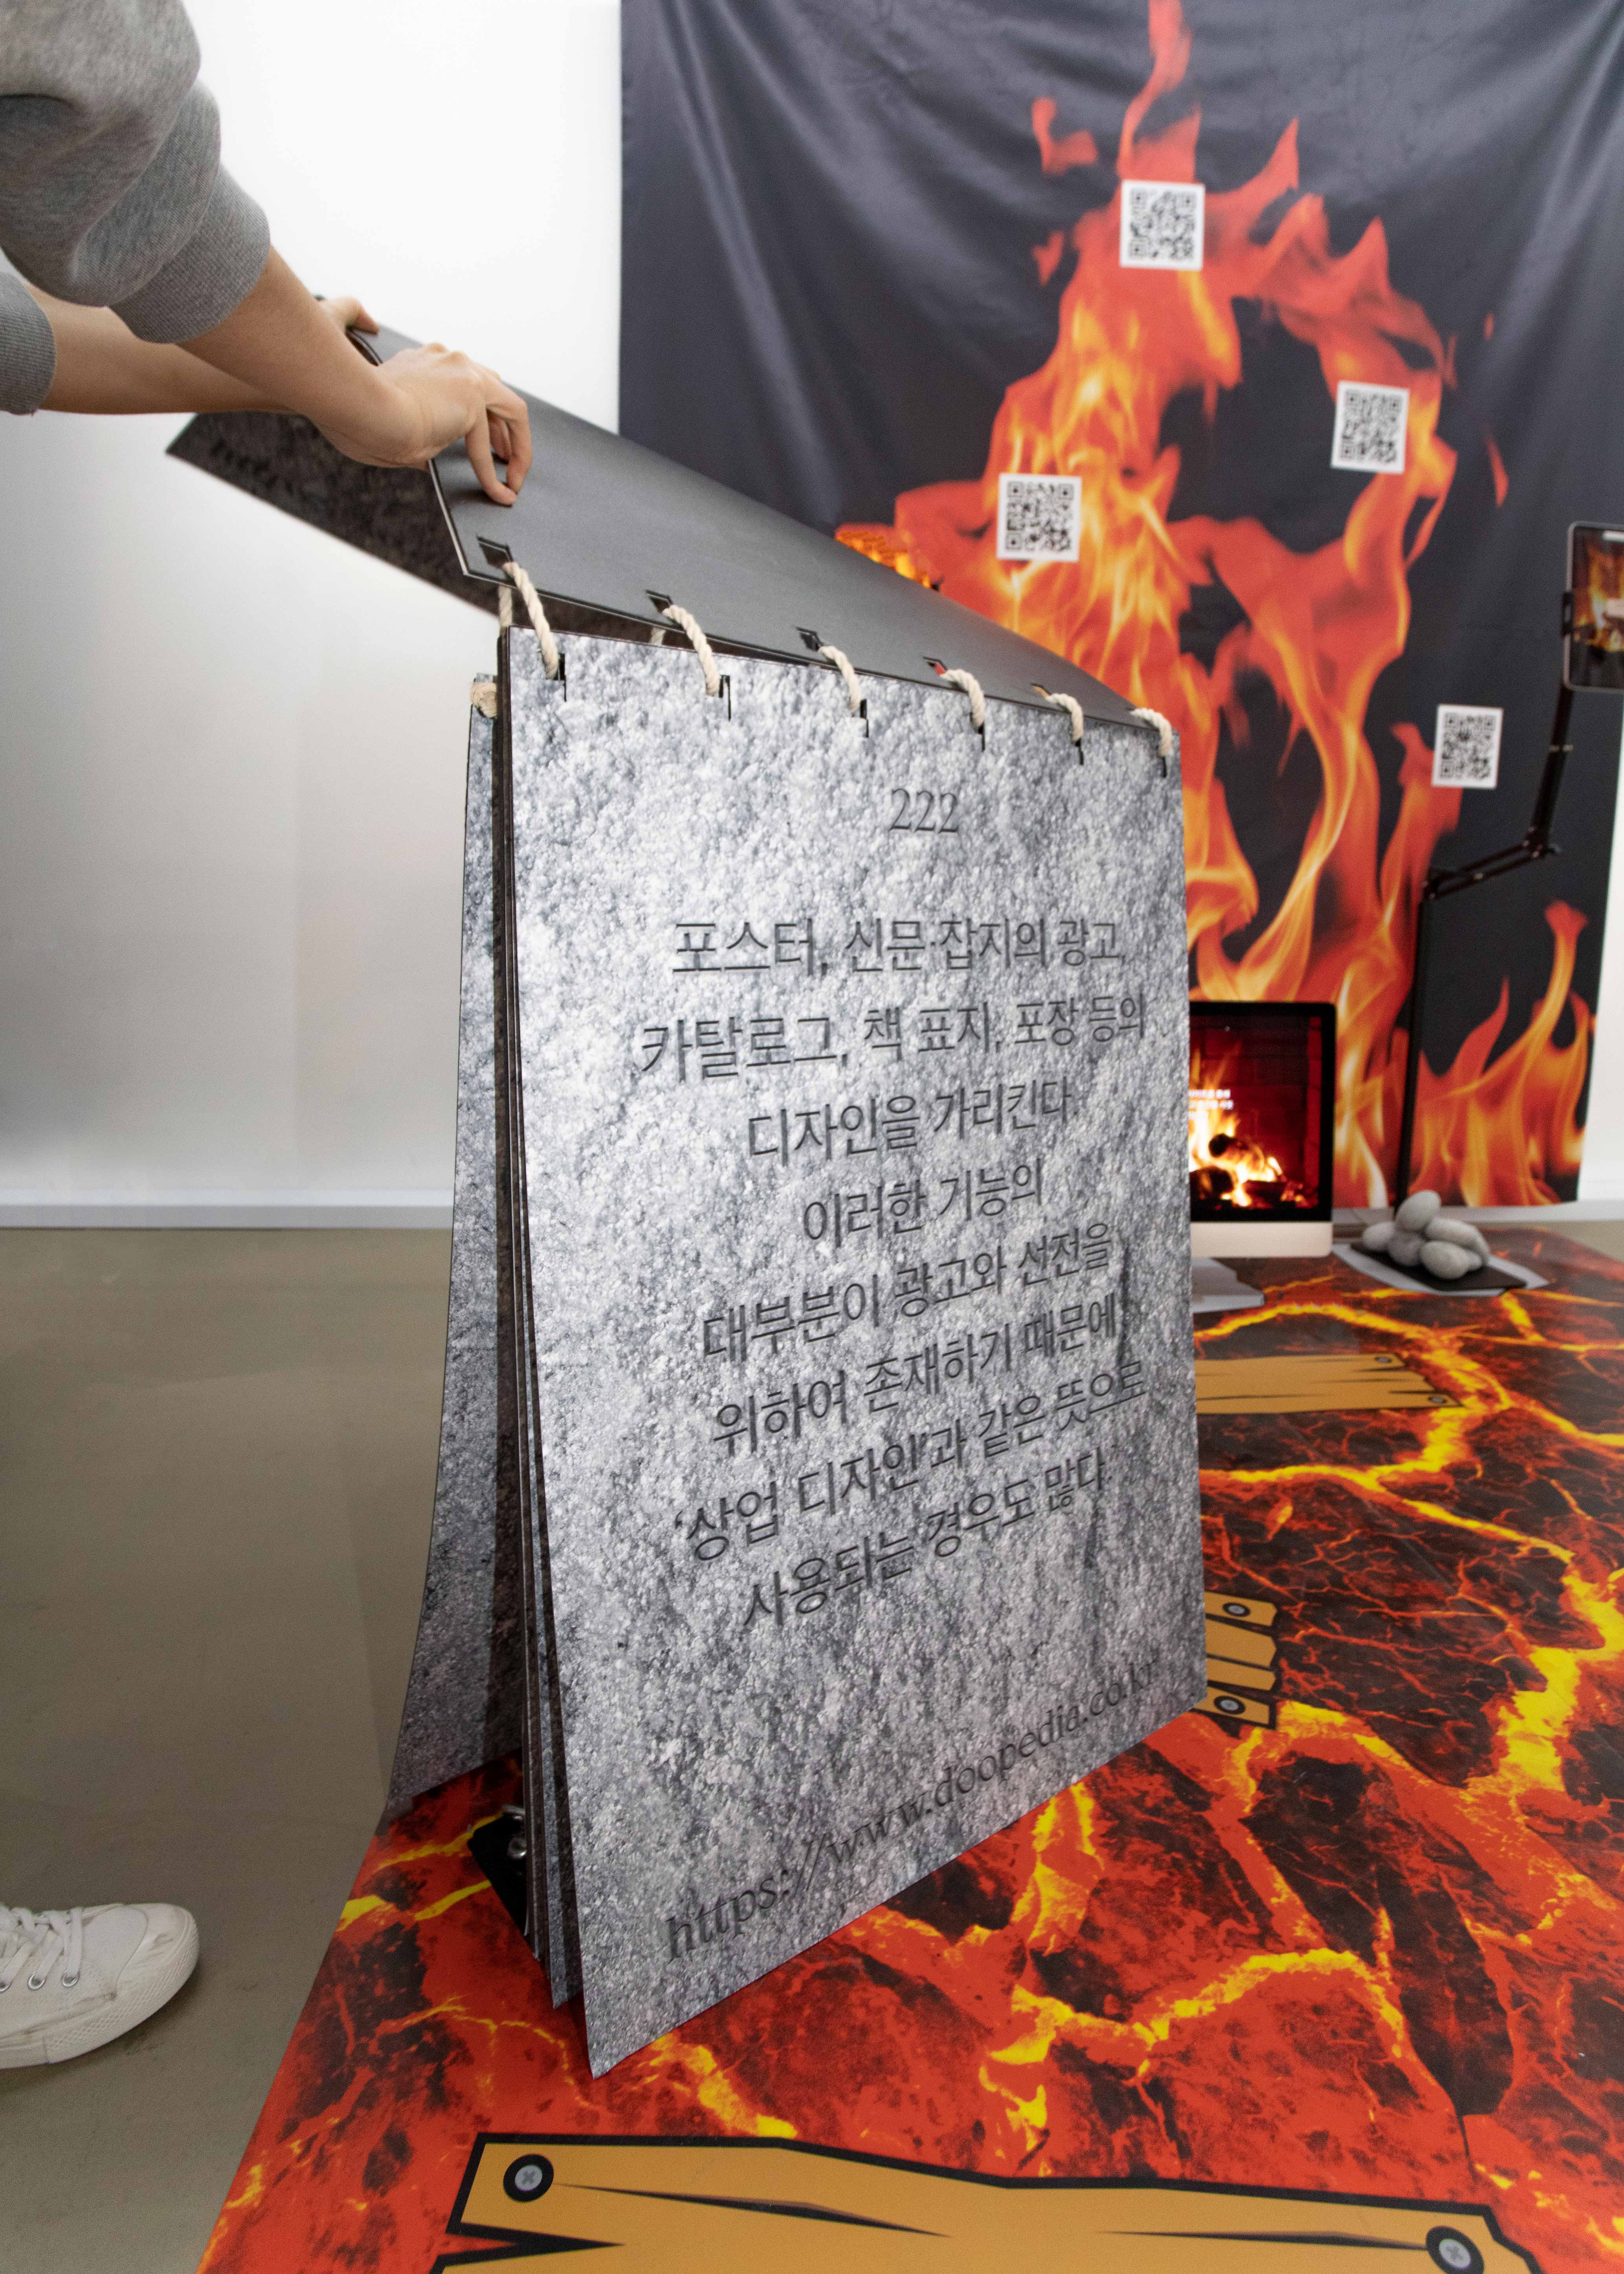 222
포스터, 신문·잡지의 광고,
카탈로그, 책 표지, 포장 등의
디자인을 가리킨다.
이러한 기능의
대부분이 광고와 선전을
위하여 존재하기 때문에
‘상업 디자인’과 같은 뜻으로
사용되는 경우도 많다.
https://www.doopedia.co.kr